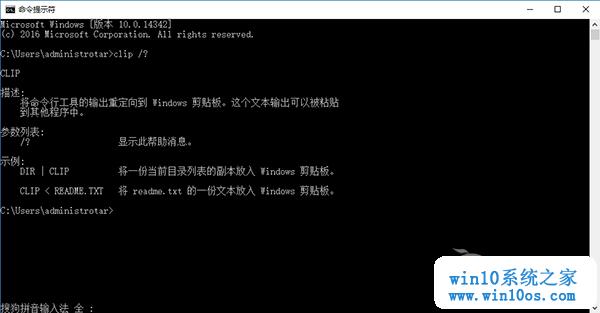 命令提示符
Microsoft Windows [版本 10.0.14342]
(c) 2016 Microsoft Corporation. All rights reserved.
C:\Users\administrotar>clip /?
CLIP
描述:
将命令行工具的输出重定向到 Windows 剪贴板。这个文本输出可以被粘贴
到其他程序中。
参数列表:
/? 显示此帮助消息。
示例:
DIR | CLIP 将一份当前目录列表的副本放入 Windows 剪贴板。
CLIP < README.TXT 将 readme.txt 的一份文本放入 Windows 剪贴板。
C:\Users\administrotar>
win10系统之家
www.win10os.com
搜狗拼音输入法 全 :